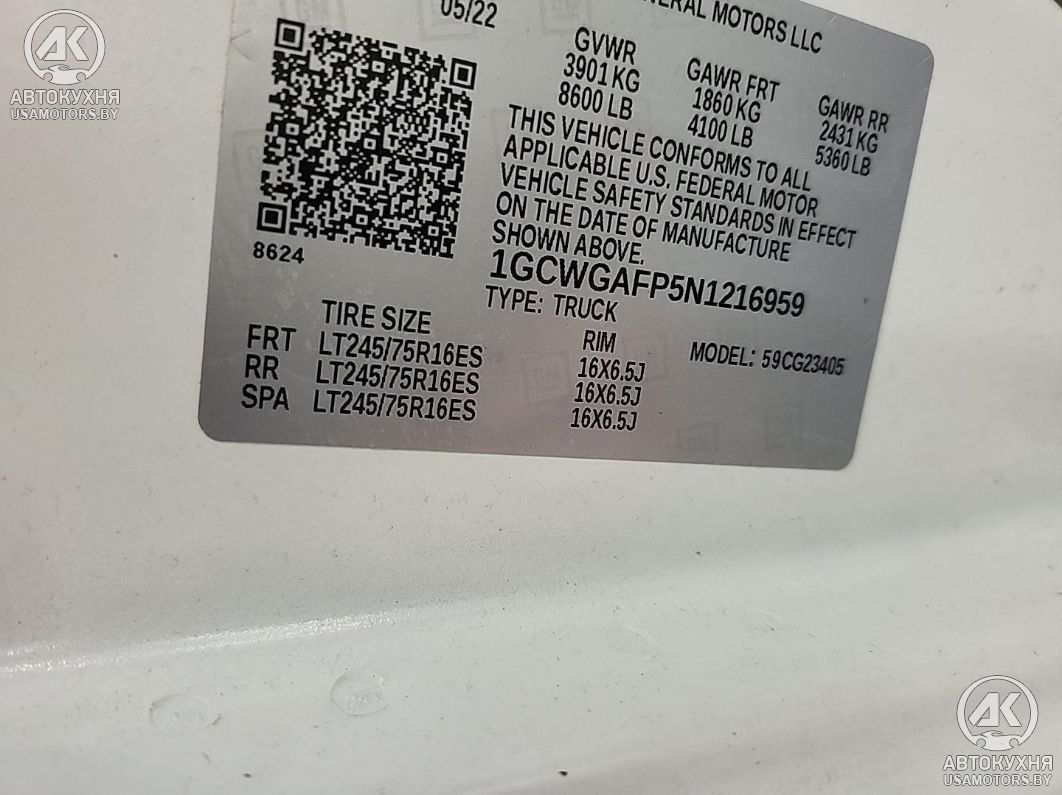 AK
АВТОКУХНЯ
USAMOTORS.BY
05/22
GENERAL MOTORS LLC
GVWR
3901 KG
8600 LB
GAWR FRT
1860 KG
4100 LB
GAWR RR
2431 KG
5360 LB
THIS VEHICLE CONFORMS TO ALL
APPLICABLE U.S. FEDERAL MOTOR
VEHICLE SAFETY STANDARDS IN EFFECT
ON THE DATE OF MANUFACTURE
SHOWN ABOVE.
8624
1GCWGAFP5N1216959
TYPE: TRUCK
TIRE SIZE
RIM
MODEL: 59CG23405
FRT LT245/75R16ES 16X6.5J
RR LT245/75R16ES 16X6.5J
SPA LT245/75R16ES 16X6.5J
AK
АВТОКУХНЯ
USAMOTORS.BY